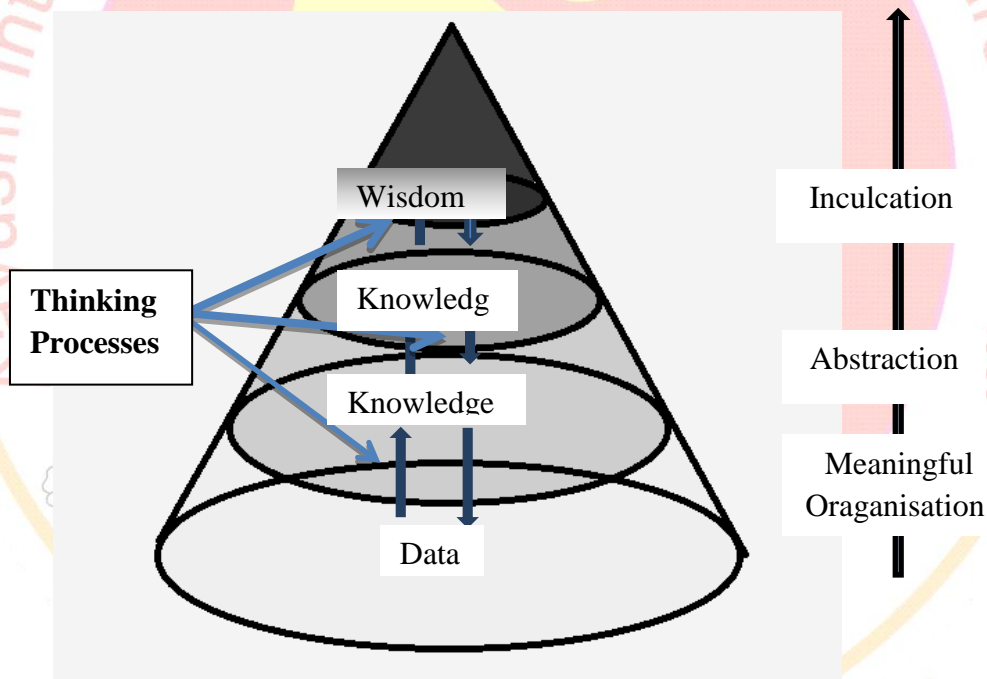 Wisdom
Inculcation
Knowledg
Thinking
Processes
Abstraction
Knowledge
Meaningful
Oraganisation
Data